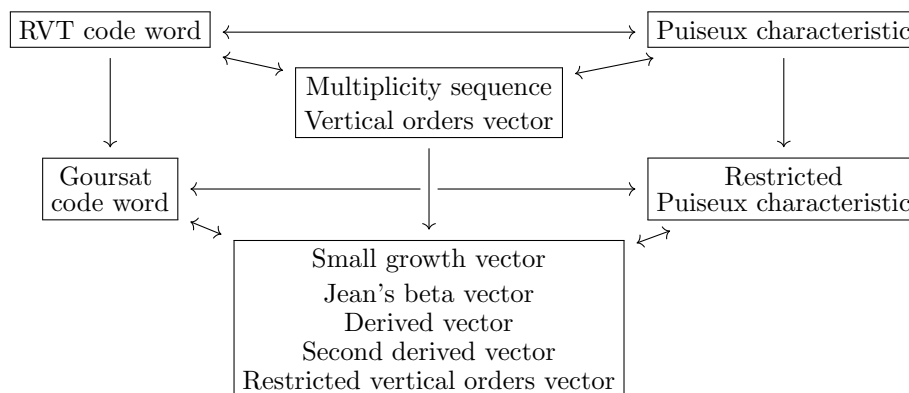 RVT code word
Puiseux characteristic
Multiplicity sequence
Vertical orders vector
Goursat
code word
Restricted
Puiseux characteristic
Small growth vector
Jean's beta vector
Derived vector
Second derived vector
Restricted vertical orders vector